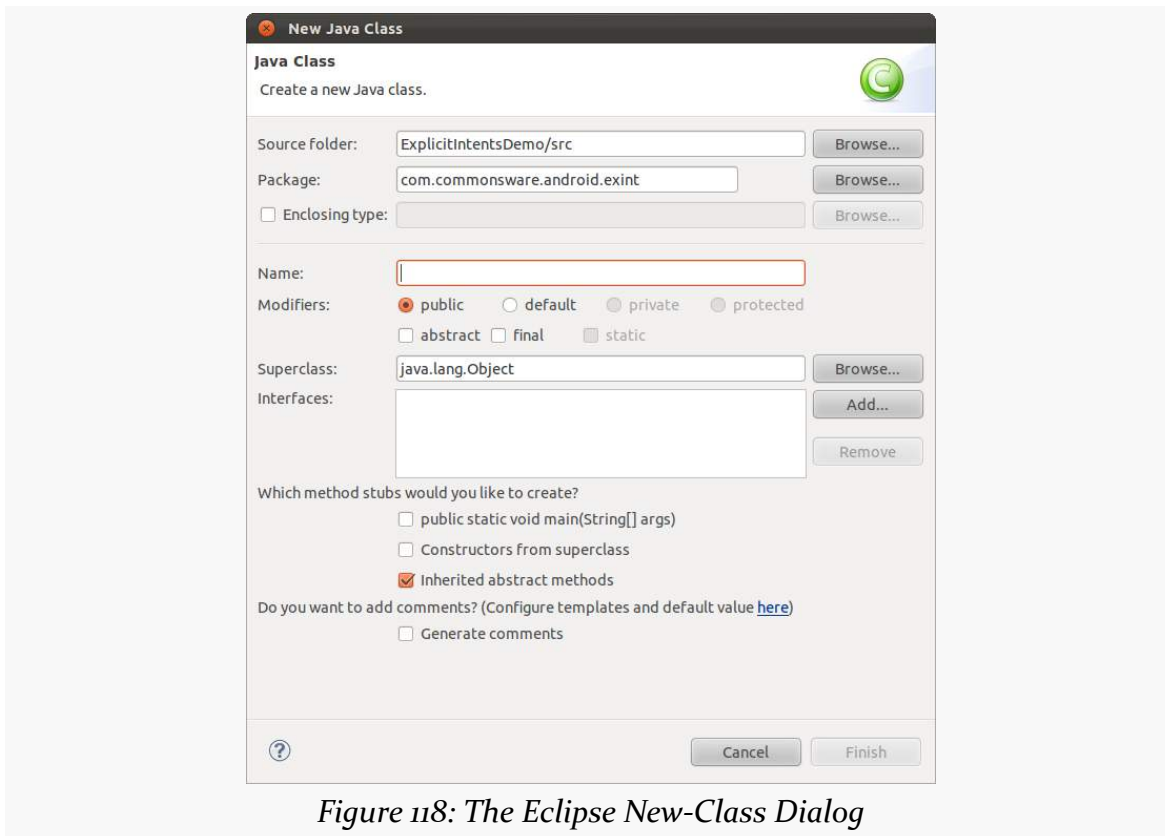 New Java Class
Java Class
Create a new Java class.
C
Source folder: ExplicitIntentsDemo/src Browse...
Package: com.commonsware.android.exint Browse...
Enclosing type: Browse...
Name:
Modifiers: public default private protected
abstract final static
Superclass: java.lang.Object Browse...
Interfaces: Add...
Remove
Which method stubs would you like to create?
public static void main(String[] args)
Constructors from superclass
Inherited abstract methods
Do you want to add comments? (Configure templates and default value here)
Generate comments
? Cancel Finish
Figure 118: The Eclipse New-Class Dialog